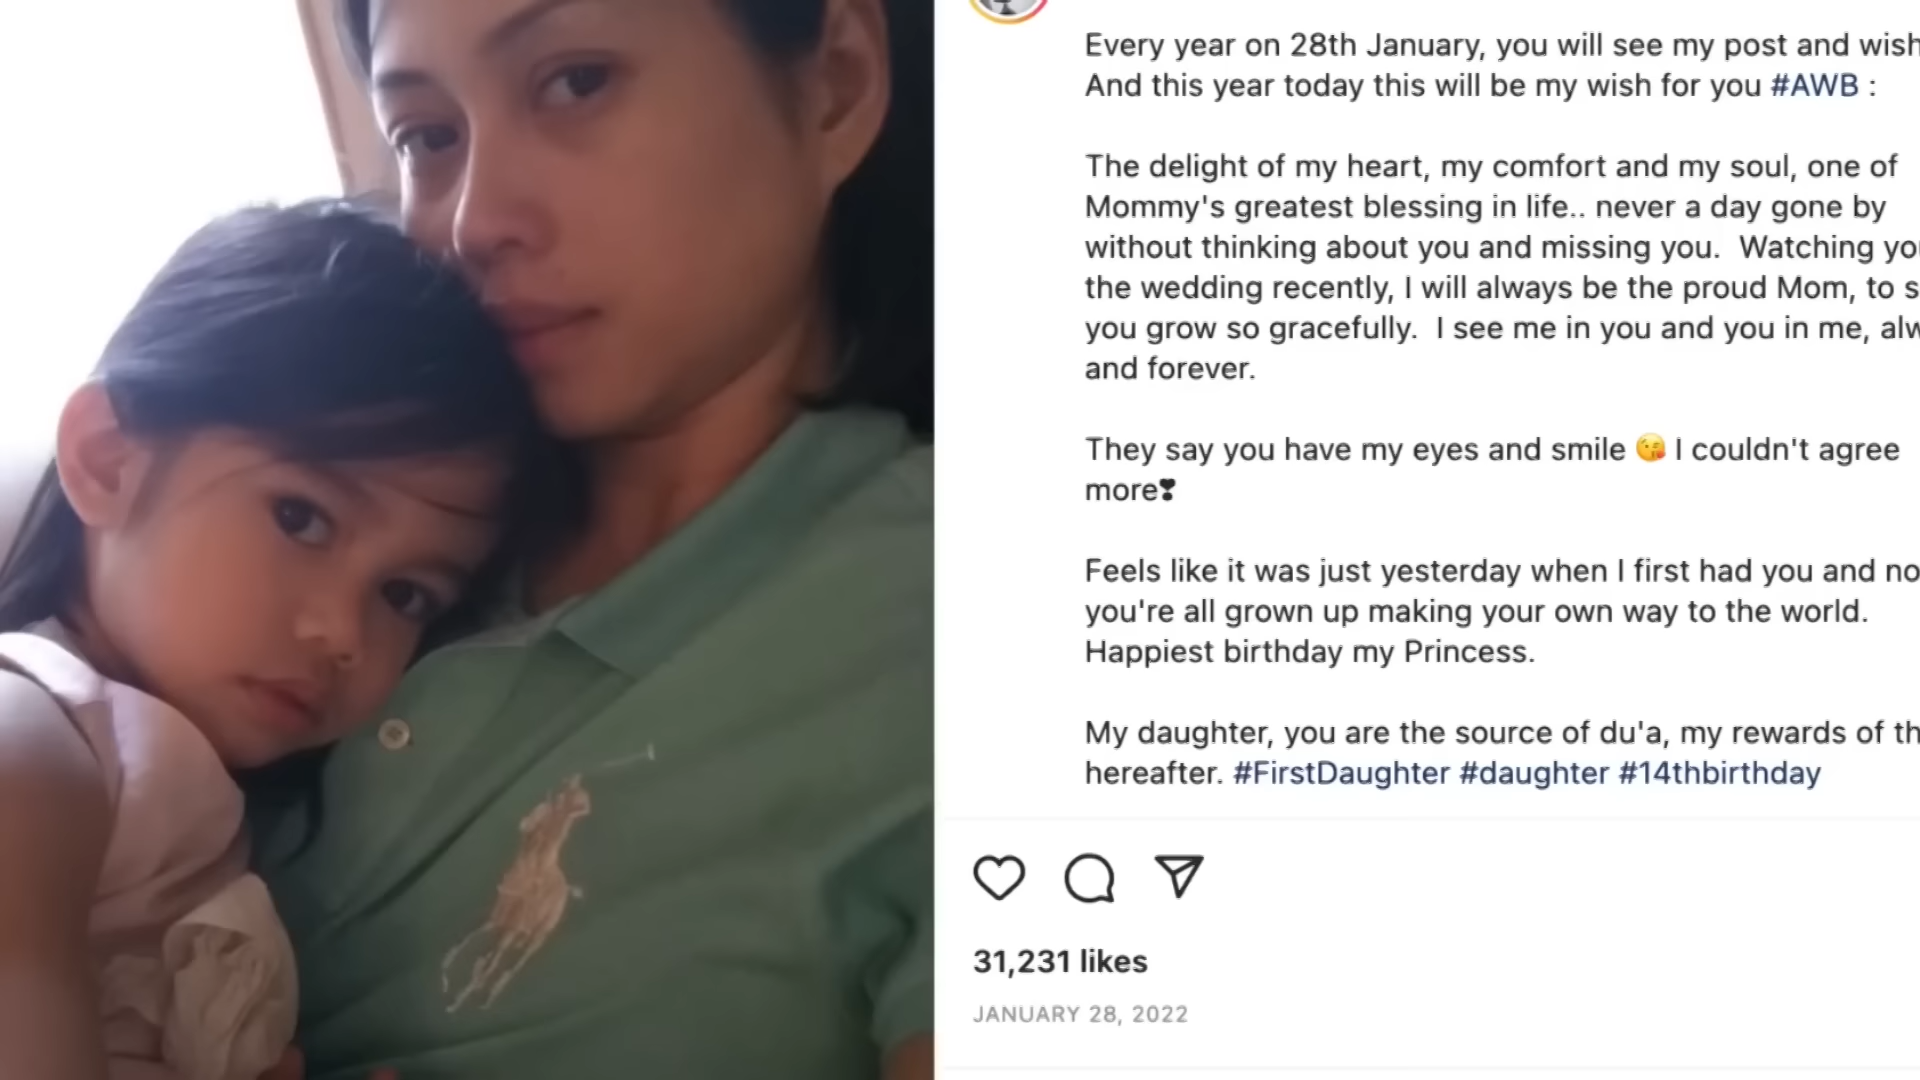 Every year on 28th January, you will see my post and wish
And this year today this will be my wish for you #AWB :
The delight of my heart, my comfort and my soul, one of
Mommy's greatest blessing in life.. never a day gone by
without thinking about you and missing you. Watching
the wedding recently, I will always be the proud Mom, to
you grow so gracefully. I see me in you and you in me,
and forever.
They say you have my eyes and smile 😘 I couldn't agree
more❣
Feels like it was just yesterday when I first had you and
you're all grown up making your own way to the world.
Happiest birthday my Princess.
My daughter, you are the source of du'a, my rewards of
hereafter. #FirstDaughter #daughter #14thbirthday
31,231 likes
JANUARY 28, 2022